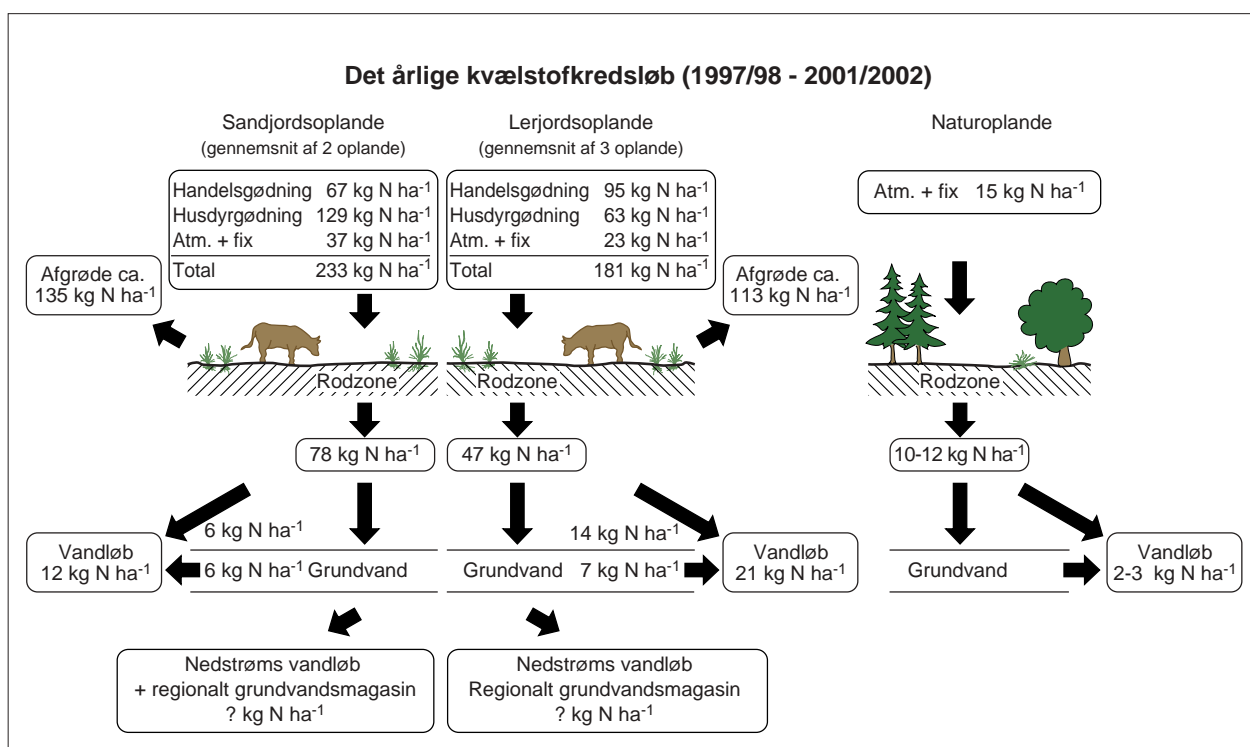 Det årlige kvælstofkredsløb (1997/98 - 2001/2002)
Sandjordsoplande
(gennemsnit af 2 oplande)
Handelsgødning 67 kg N ha⁻¹
Husdyrgødning 129 kg N ha⁻¹
Atm. + fix 37 kg N ha⁻¹
Total 233 kg N ha⁻¹
Lerjordsoplande
(gennemsnit af 3 oplande)
Handelsgødning 95 kg N ha⁻¹
Husdyrgødning 63 kg N ha⁻¹
Atm. + fix 23 kg N ha⁻¹
Total 181 kg N ha⁻¹
Naturoplande
Atm. + fix 15 kg N ha⁻¹
Afgrøde ca.
135 kg N ha⁻¹
Afgrøde ca.
113 kg N ha⁻¹
Rodzone
Rodzone
Rodzone
78 kg N ha⁻¹
47 kg N ha⁻¹
10-12 kg N ha⁻¹
6 kg N ha⁻¹
14 kg N ha⁻¹
Vandløb
12 kg N ha⁻¹
6 kg N ha⁻¹ Grundvand
Grundvand 7 kg N ha⁻¹
Vandløb
21 kg N ha⁻¹
Grundvand
Vandløb
2-3 kg N ha⁻¹
Nedstrøms vandløb
+ regionalt grundvandsmagasin
? kg N ha⁻¹
Nedstrøms vandløb
Regionalt grundvandsmagasin
? kg N ha⁻¹